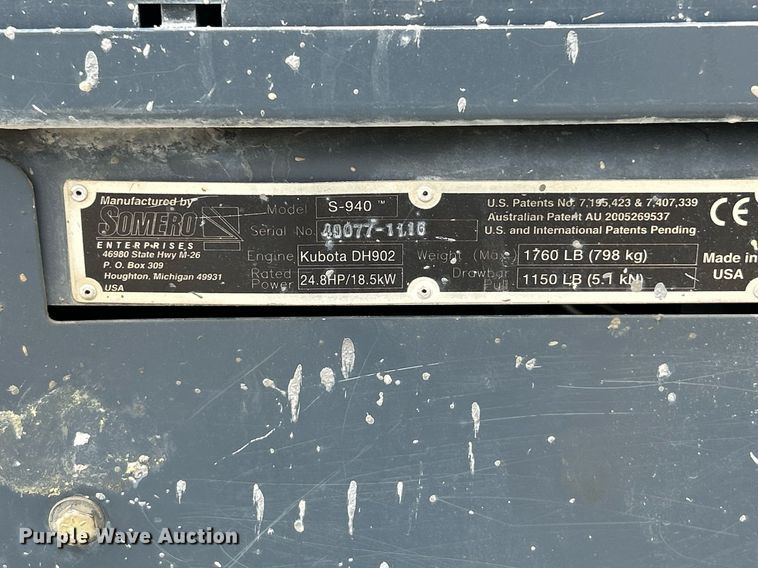 Manufactured by
SOMERO
ENTERPRISES
46980 State Hwy M-26
P. O. Box 309
Houghton, Michigan 49931
USA
Model S-940 ™
Serial No. 40077-1116
Engine Kubota DH902
Rated Power 24.8HP/18.5kW
U.S. Patents No. 7,195,423 & 7,407,339
Australian Patent AU 2005269537
U.S. and International Patents Pending
Weight (Max.) 1760 LB (798 kg)
Drawbar Pull 1150 LB (5.1 kN)
CE
Made in
USA
Purple Wave Auction